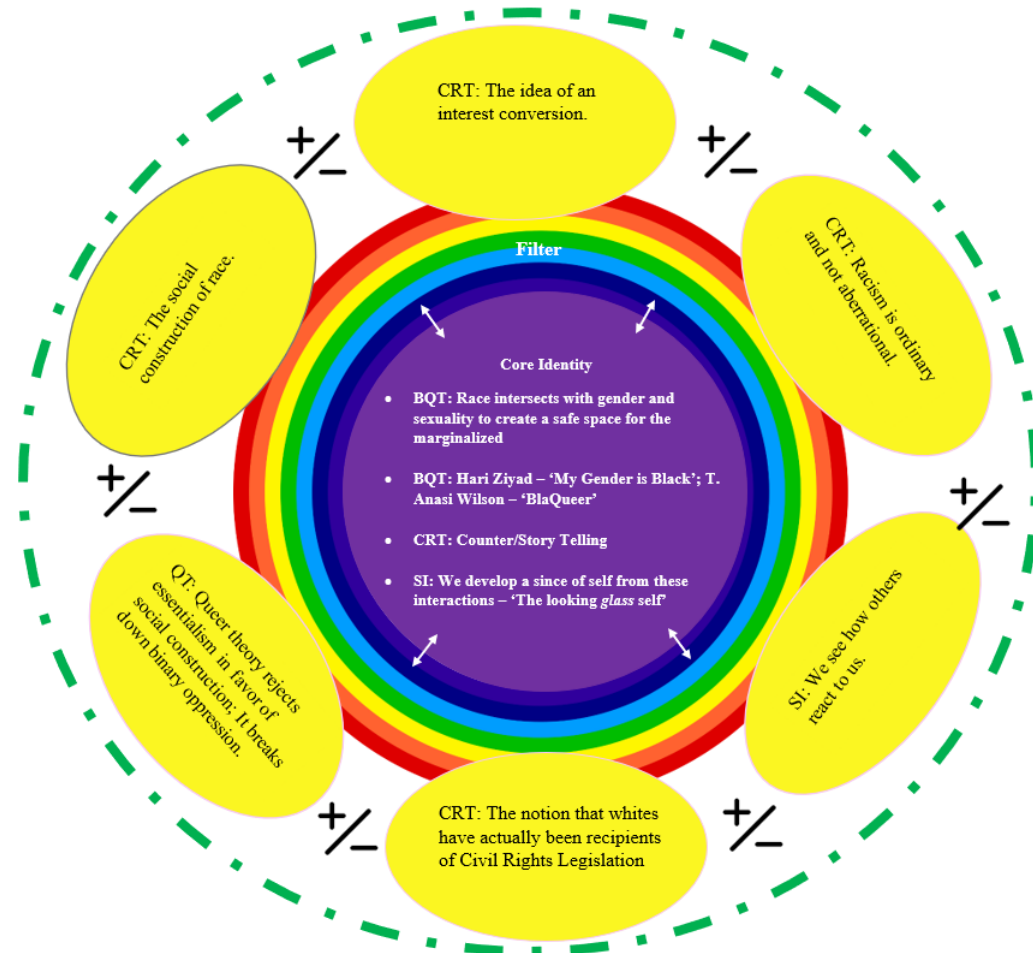 CRT: The idea of an
interest conversion.
+/−
+/−
CRT: The social
construction of race.
CRT: Racism is ordinary
and not aberrational.
Filter
Core Identity
• BQT: Race intersects with gender and
sexuality to create a safe space for the
marginalized
• BQT: Hari Ziyad – ‘My Gender is Black’; T.
Anasi Wilson – ‘BlaQueer’
• CRT: Counter/Story Telling
• SI: We develop a since of self from these
interactions – ‘The looking glass self’
+/−
+/−
QT: Queer theory rejects
essentialism in favor of
social construction; It breaks
down binary oppression.
SI: We see how others
react to us.
+/−
+/−
CRT: The notion that whites
have actually been recipients
of Civil Rights Legislation